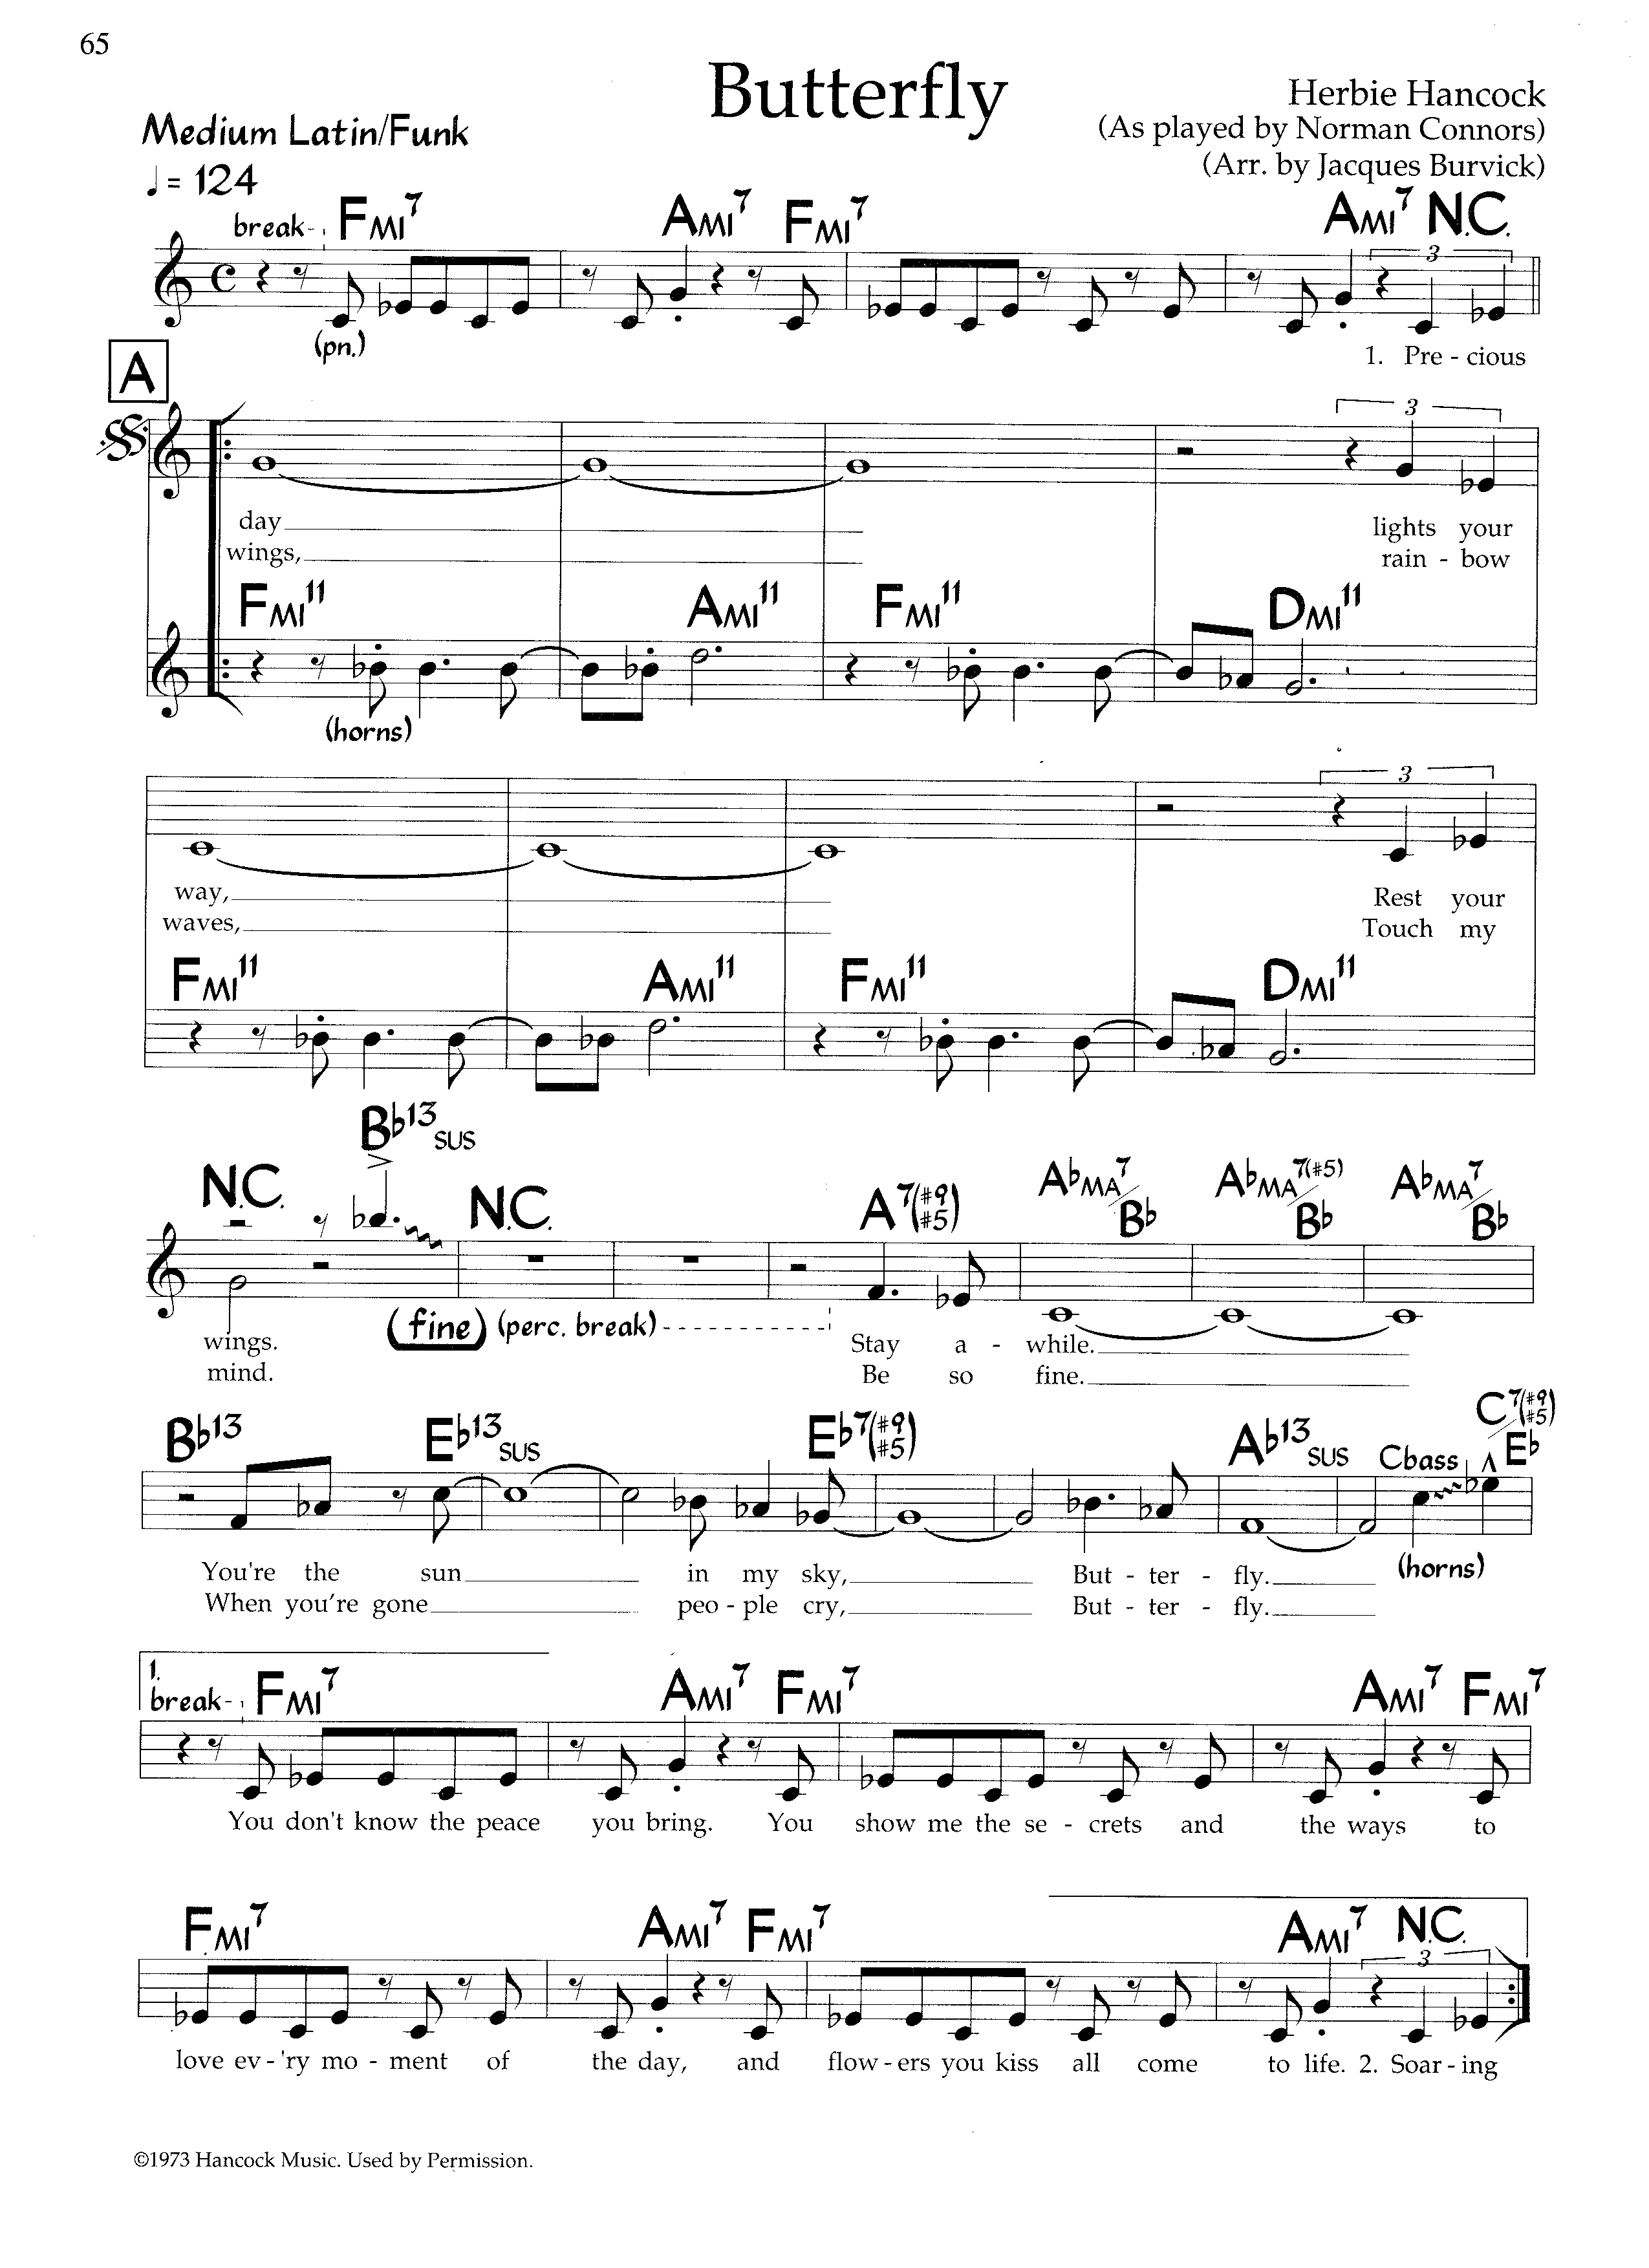 65
Butterfly
Herbie Hancock
(As played by Norman Connors)
(Arr. by Jacques Burvick)
Medium Latin/Funk
♩= 124
break- FMI7 AMI7 FMI7 AMI7 N.C.
3
(pn.)
1. Pre - cious
A
3
day lights your
wings, rain - bow
FMI11 AMI11 FMI11 DMI11
(horns)
3
way, Rest your
waves, Touch my
FMI11 AMI11 FMI11 DMI11
N.C. B♭13SUS N.C. A7(♯9♯5) A♭MA7/B♭ A♭MA7(♯5)/B♭ A♭MA7/B♭
(fine) (perc. break)
wings. Stay a - while.
mind. Be so fine.
B♭13 E♭13SUS E♭7(♯9♯5) A♭13SUS Cbass C7(♯9♯5)/E♭
(horns)
You're the sun in my sky, But - ter - fly.
When you're gone peo - ple cry, But - ter - fly.
1.
break- FMI7 AMI7 FMI7 AMI7 FMI7
You don't know the peace you bring. You show me the se - crets and the ways to
FMI7 AMI7 FMI7 AMI7 N.C.
3
love ev - 'ry mo - ment of the day, and flow - ers you kiss all come to life. 2. Soar - ing
©1973 Hancock Music. Used by Permission.